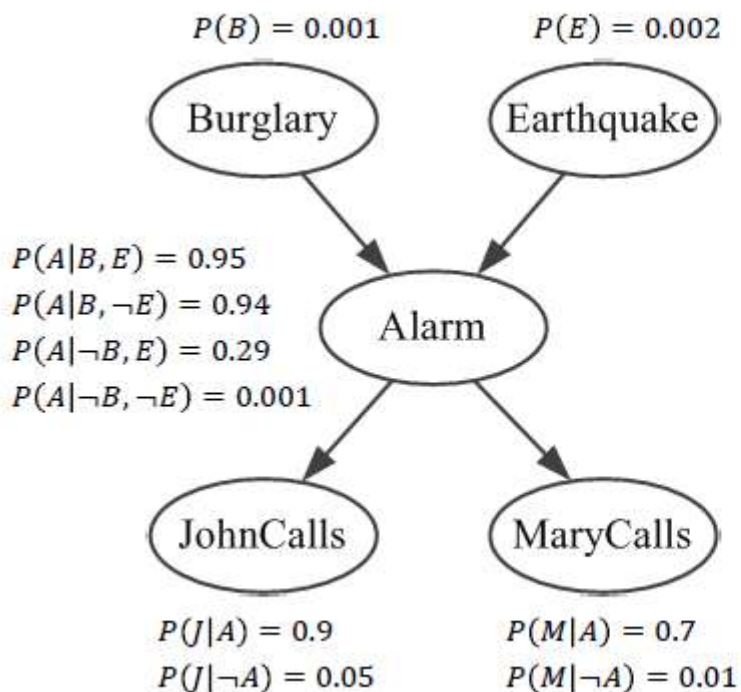 P(B) = 0.001
P(E) = 0.002
Burglary
Earthquake
P(A|B, E) = 0.95
P(A|B, ¬E) = 0.94
P(A|¬B, E) = 0.29
P(A|¬B, ¬E) = 0.001
Alarm
JohnCalls
MaryCalls
P(J|A) = 0.9
P(J|¬A) = 0.05
P(M|A) = 0.7
P(M|¬A) = 0.01